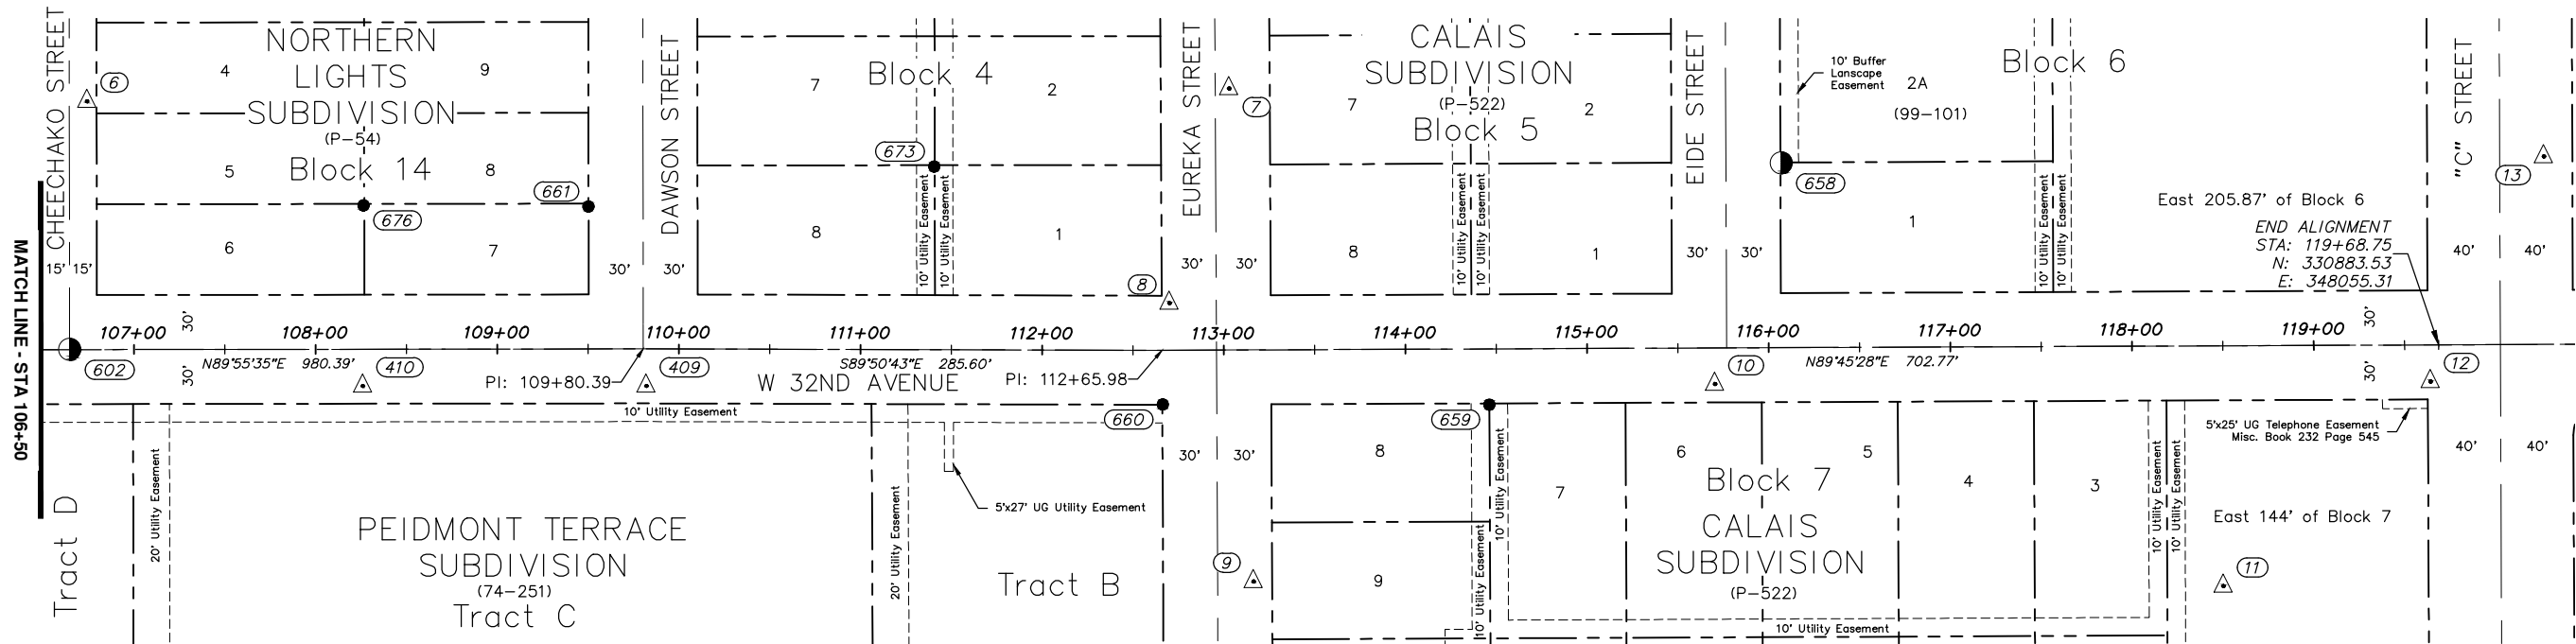 MATCH LINE - STA 106+50
CHEECHAKO STREET
6
15' 15'
4
9
NORTHERN
LIGHTS
SUBDIVISION
(P-54)
Block 14
5
8
661
676
6
7
DAWSON STREET
30'
30'
7
Block 4
2
673
10' Utility Easement
10' Utility Easement
8
1
8
EUREKA STREET
7
30'
30'
CALAIS
SUBDIVISION
(P-522)
Block 5
7
2
10' Utility Easement
10' Utility Easement
8
1
EIDE STREET
30'
30'
10' Buffer
Lanscape
Easement
2A
(99-101)
Block 6
658
1
10' Utility Easement
10' Utility Easement
East 205.87' of Block 6
END ALIGNMENT
STA: 119+68.75
N: 330883.53
E: 348055.31
"C" STREET
13
40'
40'
30'
107+00
108+00
109+00
110+00
111+00
112+00
113+00
114+00
115+00
116+00
117+00
118+00
119+00
30'
602
30'
N89°55'35"E 980.39'
410
PI: 109+80.39
409
S89°50'43"E 285.60'
W 32ND AVENUE
PI: 112+65.98
10
N89°45'28"E 702.77'
30'
12
10' Utility Easement
660
Tract D
20' Utility Easement
PEIDMONT TERRACE
SUBDIVISION
(74-251)
Tract C
20' Utility Easement
5'x27' UG Utility Easement
Tract B
30'
30'
9
8
659
9
10' Utility Easement
10' Utility Easement
7
6
5
Block 7
CALAIS
SUBDIVISION
(P-522)
4
3
10' Utility Easement
10' Utility Easement
10' Utility Easement
5'x25' UG Telephone Easement
Misc. Book 232 Page 545
East 144' of Block 7
11
40'
40'